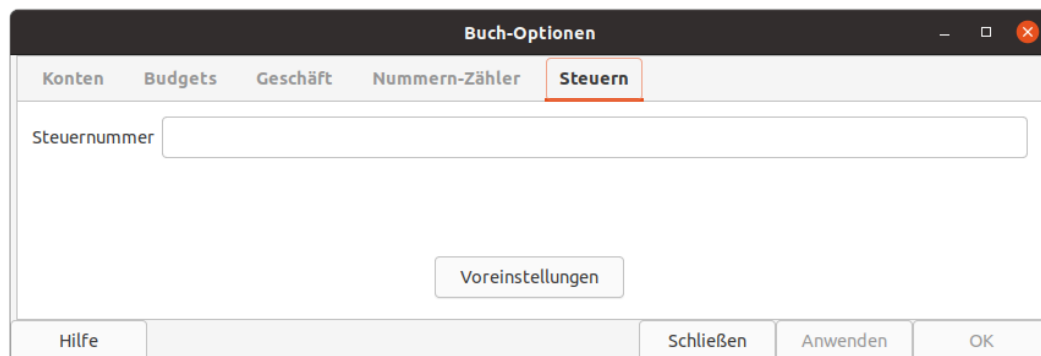 Buch-Optionen
Konten Budgets Geschäft Nummern-Zähler Steuern
Steuernummer
Voreinstellungen
Hilfe Schließen Anwenden OK